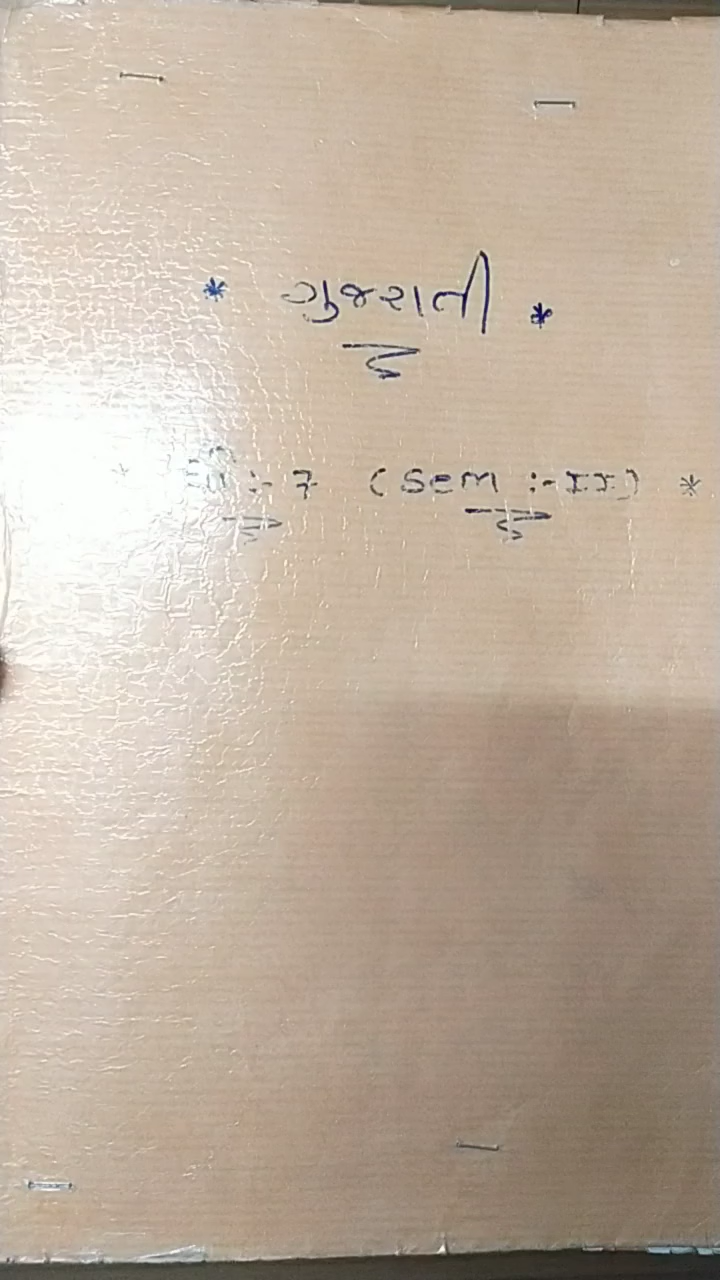 * ગુજરાતી *
* :- 7 (Sem :- II) *